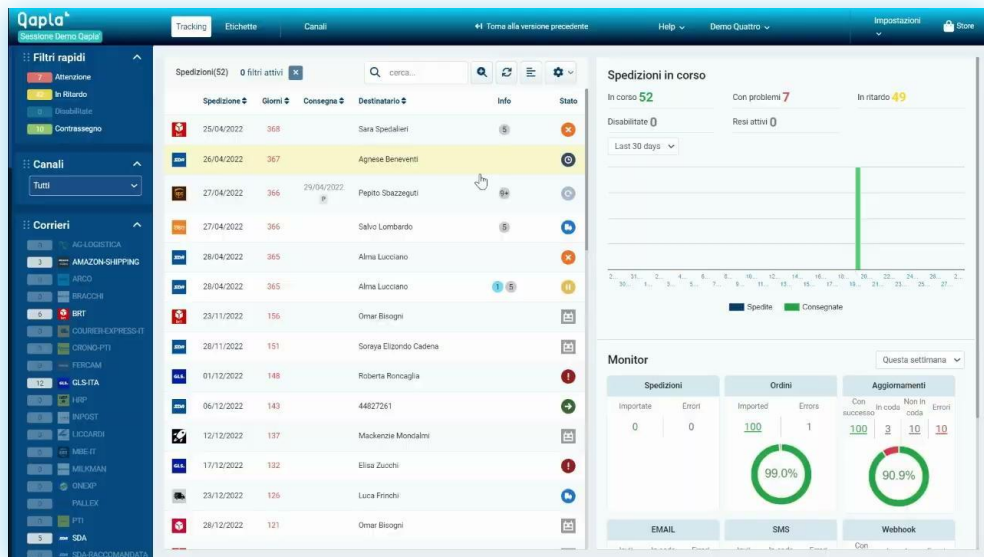 Qapla'
Sessione Demo Qapla'
Tracking
Etichette
Canali
Torna alla versione precedente
Help
Demo Quattro
Impostazioni
Store
Filtri rapidi
7 Attenzione
In Ritardo
Disabilitate
10 Contrassegno
Canali
Tutti
Corrieri
AG-LOGISTICA
3 AMAZON-SHIPPING
ARCO
BRACCHI
6 BRT
COURIER-EXPRESS-IT
CRONO-PTI
FERCAM
12 GLS-ITA
HRP
INPOST
LICCARDI
MBE-IT
MILKMAN
ONEXP
PALLEX
PTI
5 SDA
SDA-RACCOMANDATA
Spedizioni(52) 0 filtri attivi x
cerca...
Spedizione Giorni Consegna Destinatario Info Stato
25/04/2022 368 Sara Spedalieri 5
26/04/2022 367 Agnese Beneventi
27/04/2022 366 29/04/2022 P Pepito Sbazzeguti 9+
27/04/2022 366 Salvo Lombardo 5
28/04/2022 365 Alma Lucciano
28/04/2022 365 Alma Lucciano 1 5
23/11/2022 156 Omar Bisogni
28/11/2022 151 Soraya Elizondo Cadena
01/12/2022 148 Roberta Roncaglia
06/12/2022 143 44827261
12/12/2022 137 Mackenzie Mondalmi
17/12/2022 132 Elisa Zucchi
23/12/2022 126 Luca Frinchi
28/12/2022 121 Omar Bisogni
Spedizioni in corso
In corso 52 Con problemi 7 In ritardo 49
Disabilitate 0 Resi attivi 0
Last 30 days
Spedite Consegnate
Monitor
Questa settimana
Spedizioni
Importate Errori
0 0
Ordini
Imported Errors
100 1
99.0%
Aggiornamenti
Con successo In coda Non in coda Errori
100 3 10 10
90.9%
EMAIL
SMS
Webhook
Con